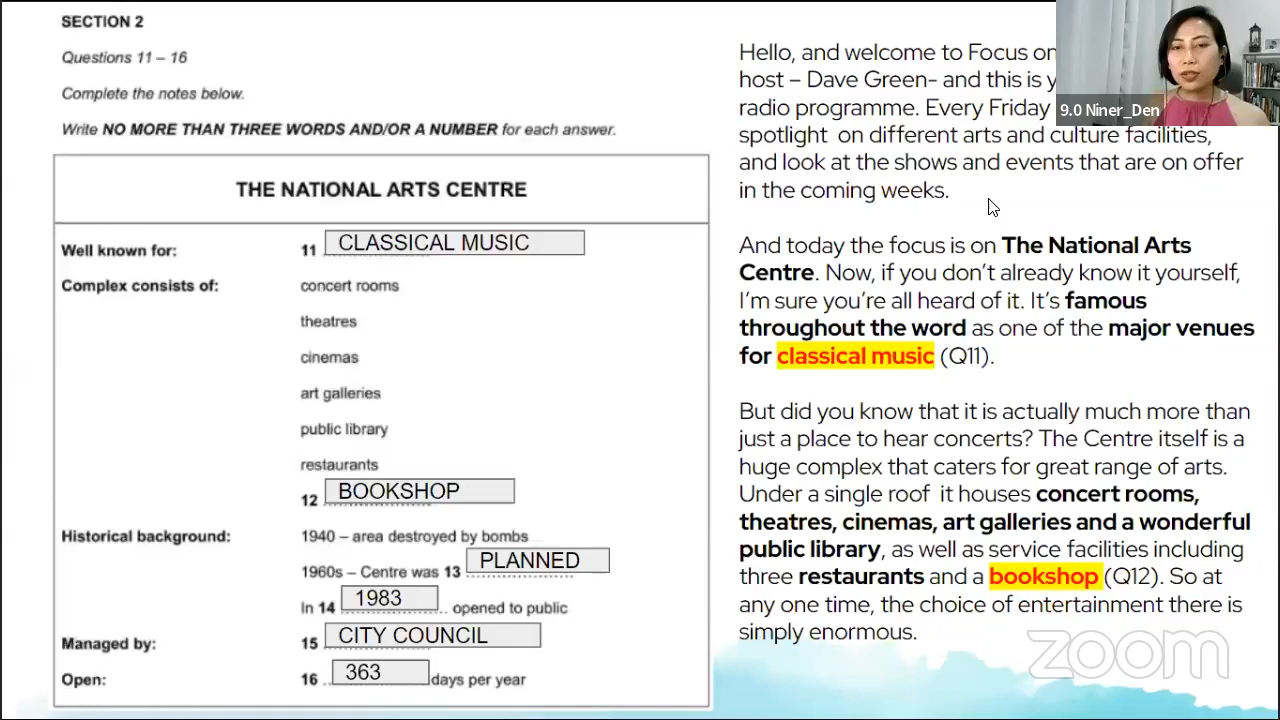 SECTION 2
Questions 11 – 16
Complete the notes below.
Write NO MORE THAN THREE WORDS AND/OR A NUMBER for each answer.
THE NATIONAL ARTS CENTRE
Well known for: 11 CLASSICAL MUSIC
Complex consists of: concert rooms
theatres
cinemas
art galleries
public library
restaurants
12 BOOKSHOP
Historical background: 1940 – area destroyed by bombs
1960s – Centre was 13 PLANNED
In 14 1983 opened to public
Managed by: 15 CITY COUNCIL
Open: 16 363 days per year
Hello, and welcome to Focus on
host – Dave Green- and this is y
radio programme. Every Friday
spotlight on different arts and culture facilities,
and look at the shows and events that are on offer
in the coming weeks.
And today the focus is on The National Arts
Centre. Now, if you don't already know it yourself,
I'm sure you're all heard of it. It's famous
throughout the word as one of the major venues
for classical music (Q11).
But did you know that it is actually much more than
just a place to hear concerts? The Centre itself is a
huge complex that caters for great range of arts.
Under a single roof it houses concert rooms,
theatres, cinemas, art galleries and a wonderful
public library, as well as service facilities including
three restaurants and a bookshop (Q12). So at
any one time, the choice of entertainment there is
simply enormous.
9.0 Niner_Den
zoom